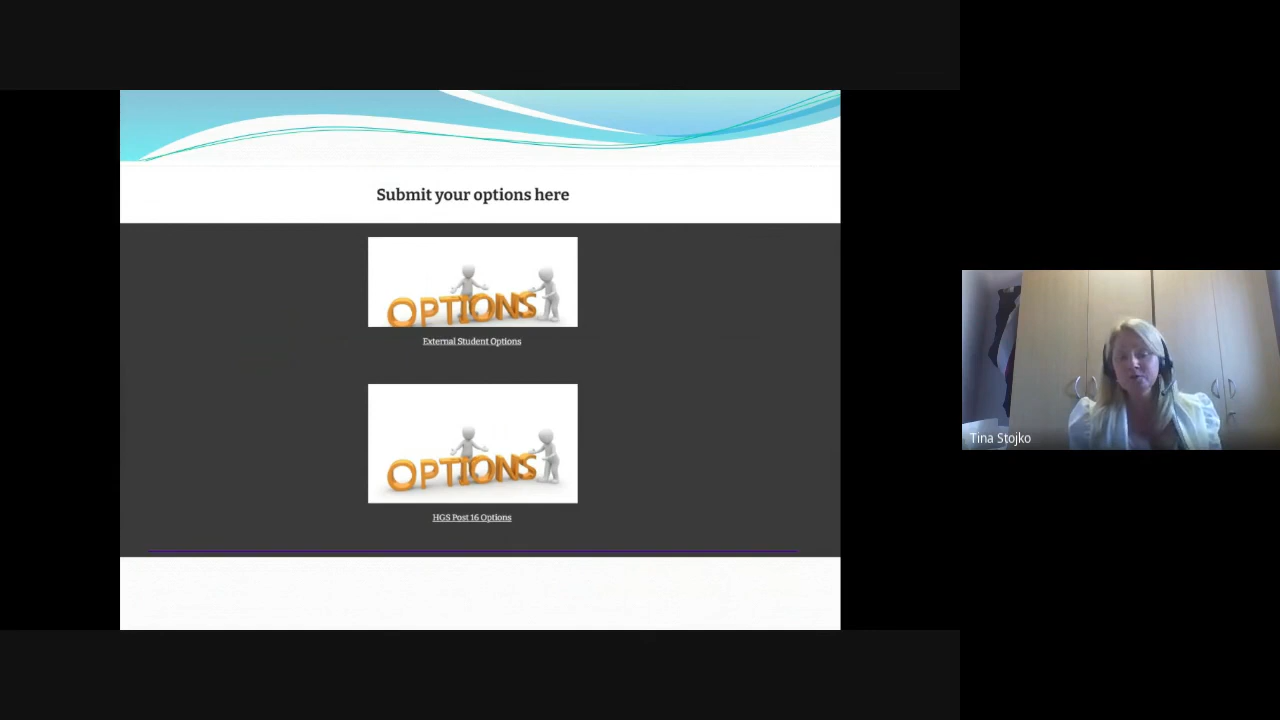 Submit your options here
OPTIONS
External Student Options
OPTIONS
HGS Post 16 Options
Tina Stojko